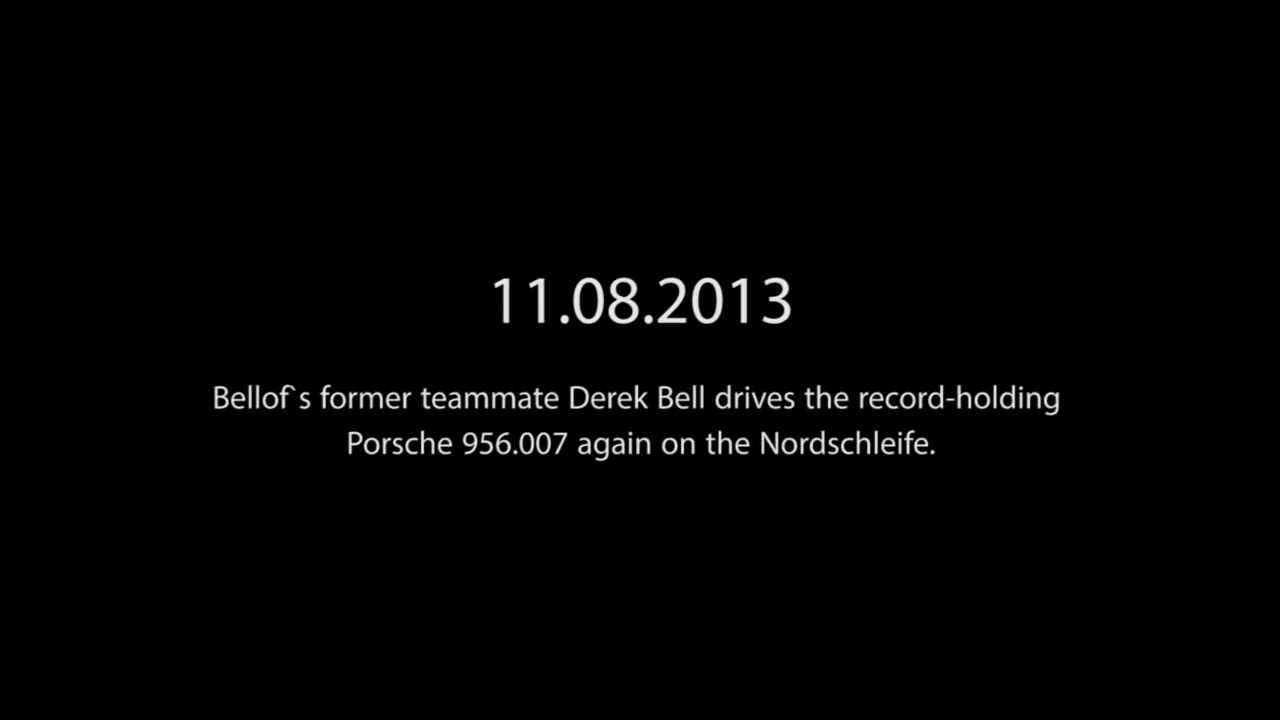 11.08.2013
Bellof`s former teammate Derek Bell drives the record-holding
Porsche 956.007 again on the Nordschleife.